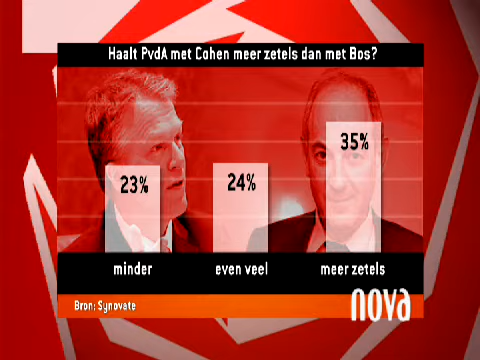 Haalt PvdA met Cohen meer zetels dan met Bos?
23% 24% 35%
minder even veel meer zetels
Bron: Synovate
nova